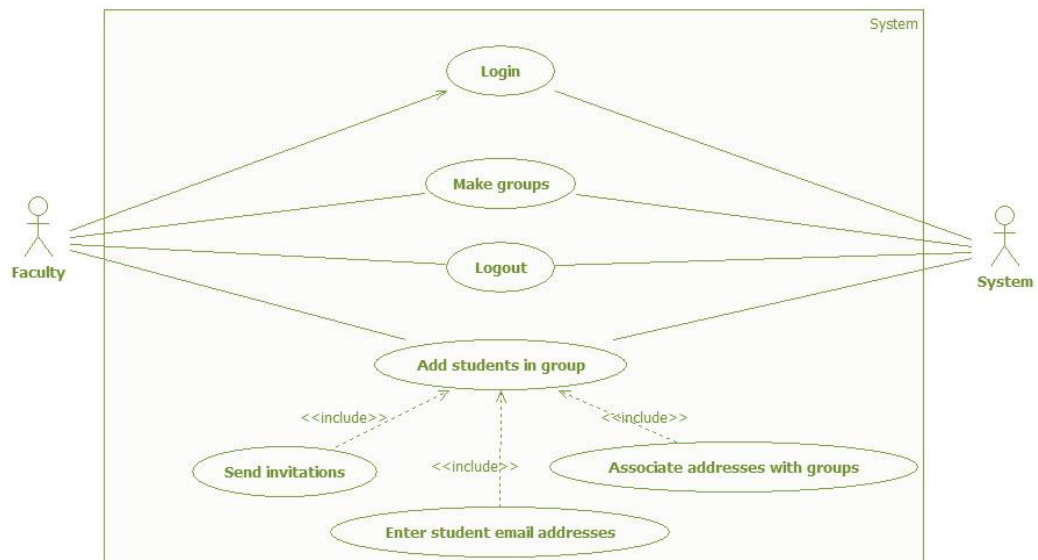 System
Login
Make groups
Faculty
Logout
System
Add students in group
<<include>>
<<include>>
<<include>>
Send invitations
Associate addresses with groups
Enter student email addresses